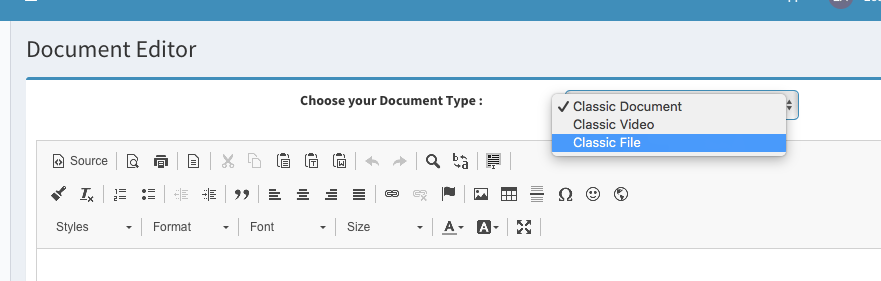 Document Editor
Choose your Document Type :
✓ Classic Document
Classic Video
Classic File
Source
Styles
Format
Font
Size
A
A